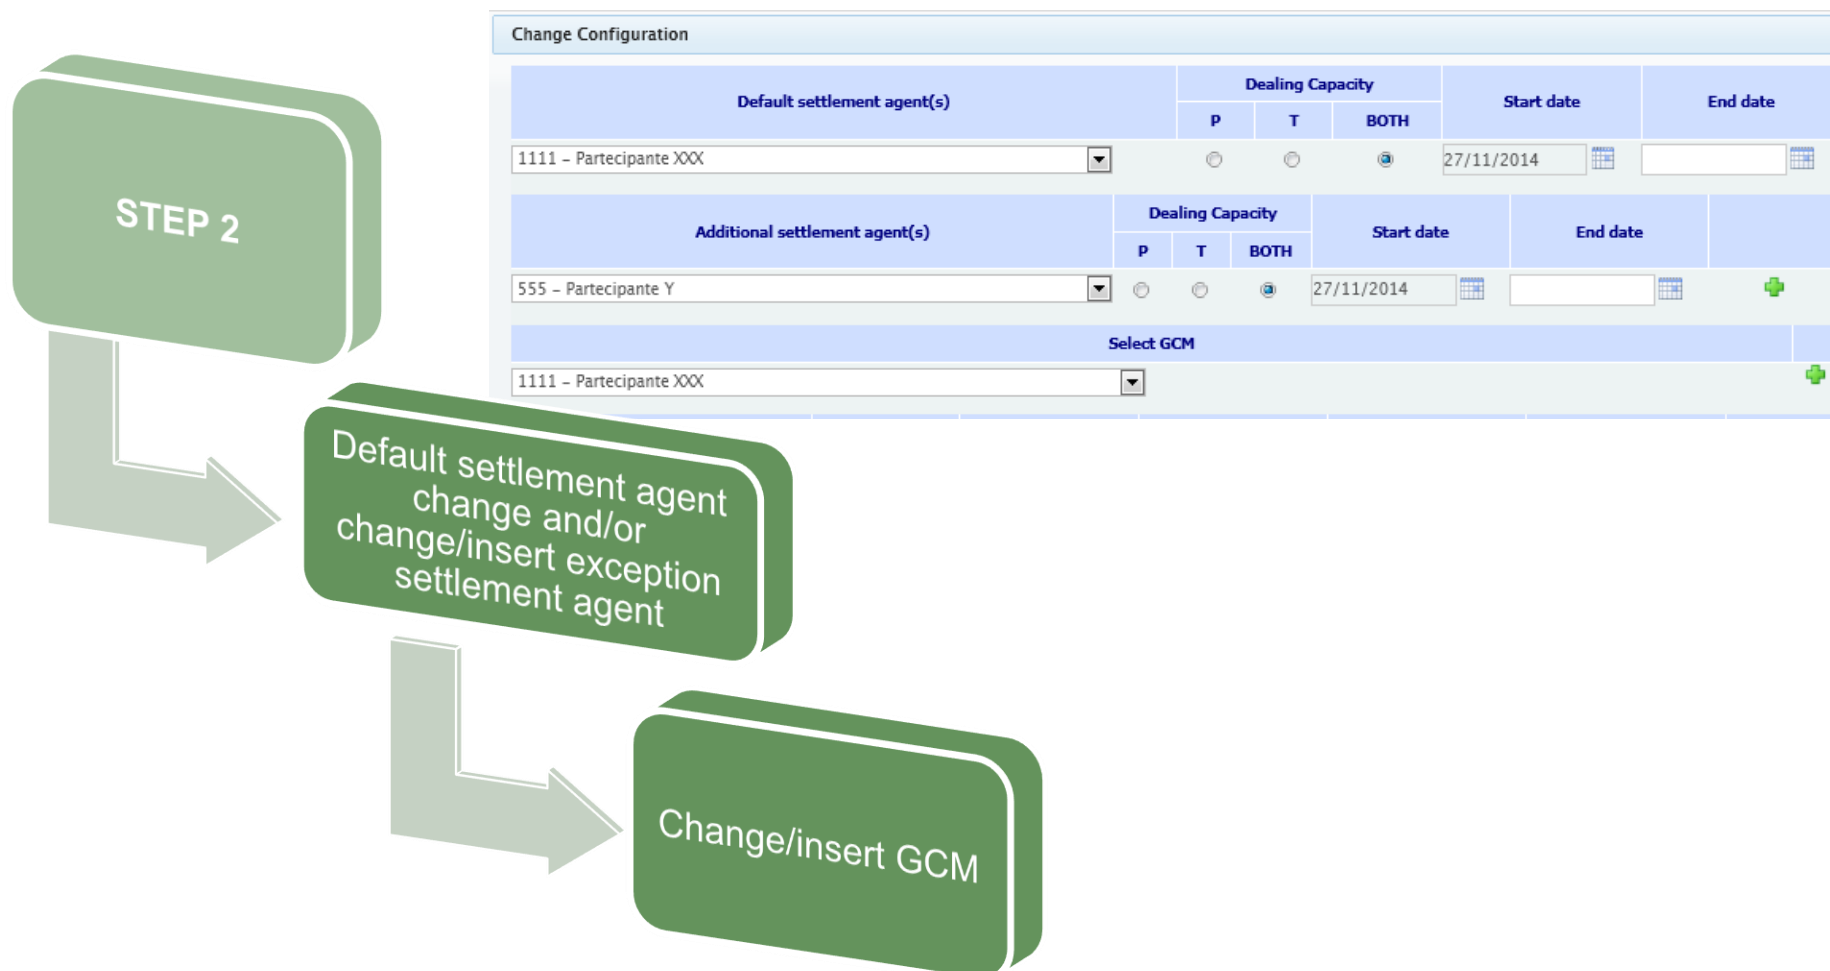 Change Configuration
Default settlement agent(s)
Dealing Capacity
Start date
End date
P T BOTH
1111 – Partecipante XXX
27/11/2014
Additional settlement agent(s)
Dealing Capacity
Start date
End date
P T BOTH
555 – Partecipante Y
27/11/2014
Select GCM
1111 – Partecipante XXX
STEP 2
Default settlement agent
change and/or
change/insert exception
settlement agent
Change/insert GCM